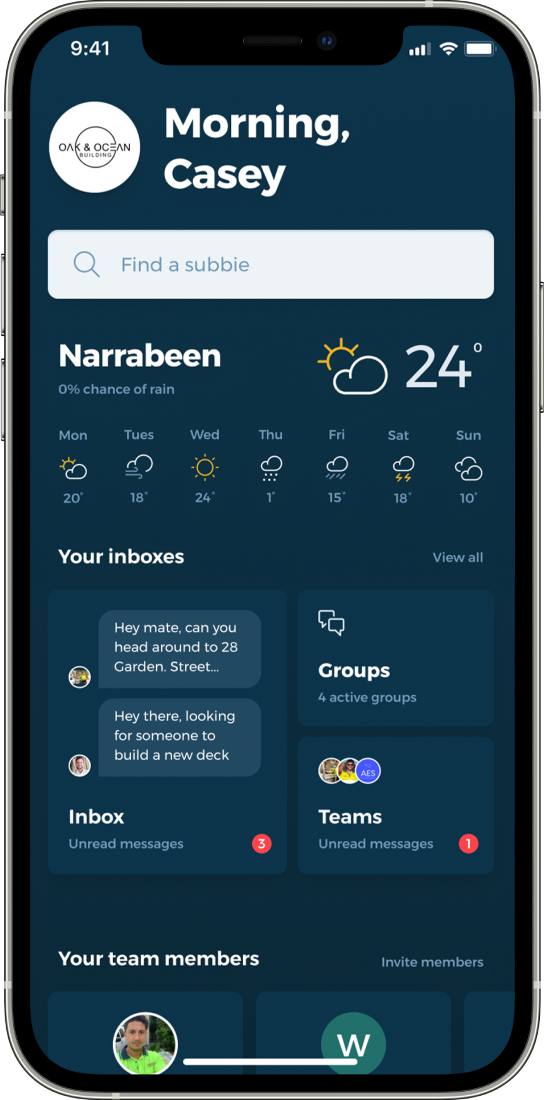 9:41
OAK & OCEAN
BUILDING
Morning,
Casey
Find a subbie
Narrabeen
24°
0% chance of rain
Mon Tues Wed Thu Fri Sat Sun
20° 18° 24° 1° 15° 18° 10°
Your inboxes
View all
Hey mate, can you
head around to 28
Garden. Street...
Hey there, looking
for someone to
build a new deck
Inbox
Unread messages
3
Groups
4 active groups
AES
Teams
Unread messages
1
Your team members
Invite members
W